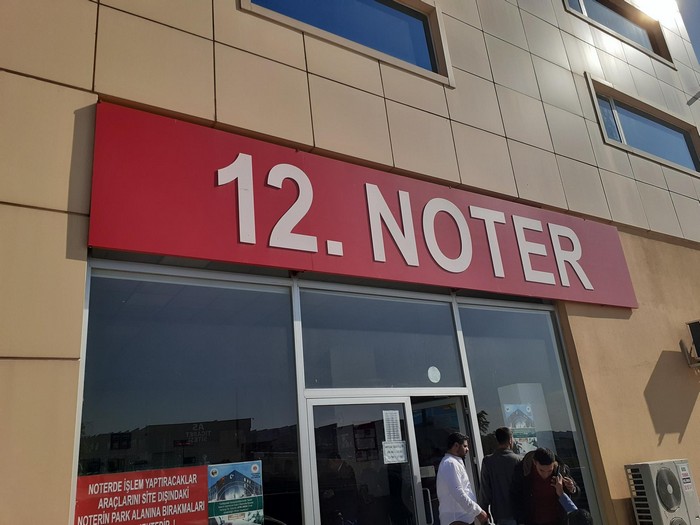 12. NOTER
NOTERDE İŞLEM YAPTIRACAKLAR
ARAÇLARINI SİTE DIŞINDAKİ
NOTERİN PARK ALANINA BIRAKMALARI